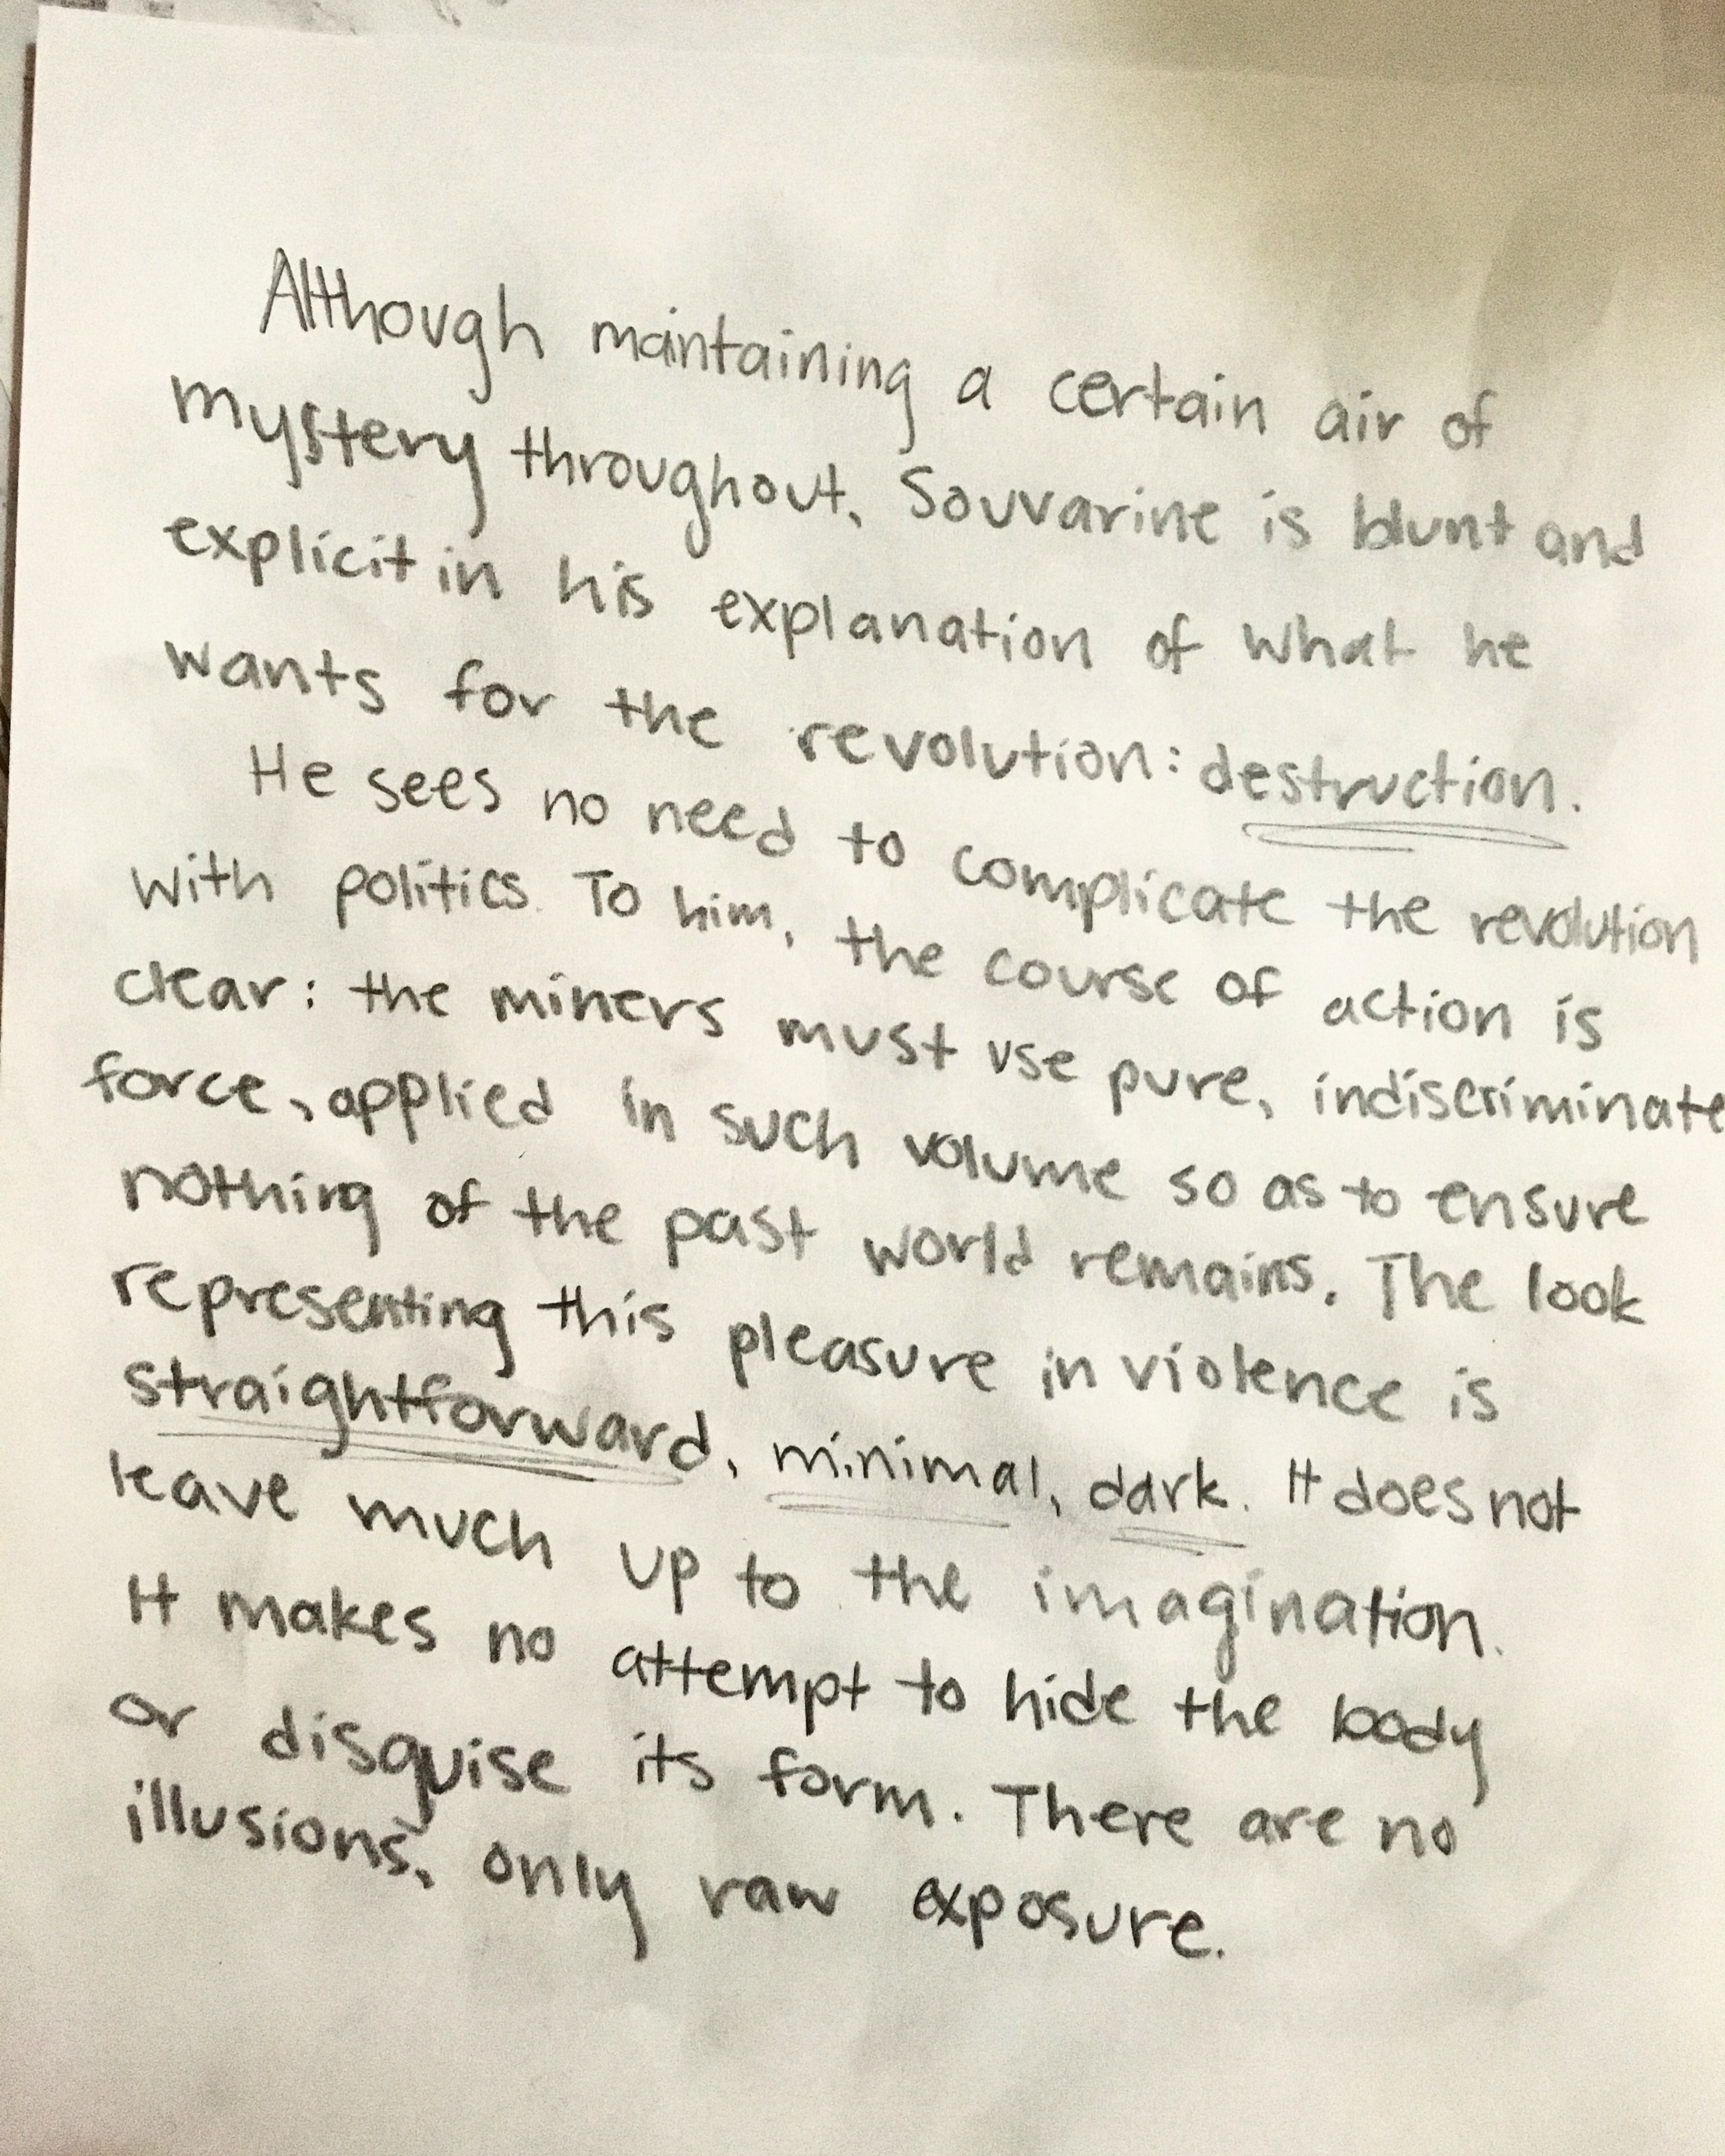 Although maintaining a certain air of
mystery throughout, Souvarine is blunt and
explicit in his explanation of what he
wants for the revolution: destruction.
He sees no need to complicate the revolution
with politics. To him, the course of action is
clear: the miners must use pure, indiscriminate
force, applied in such volume so as to ensure
nothing of the past world remains. The look
representing this pleasure in violence is
straightforward, minimal, dark. It does not
leave much up to the imagination.
It makes no attempt to hide the body
or disguise its form. There are no
illusions, only raw exposure.